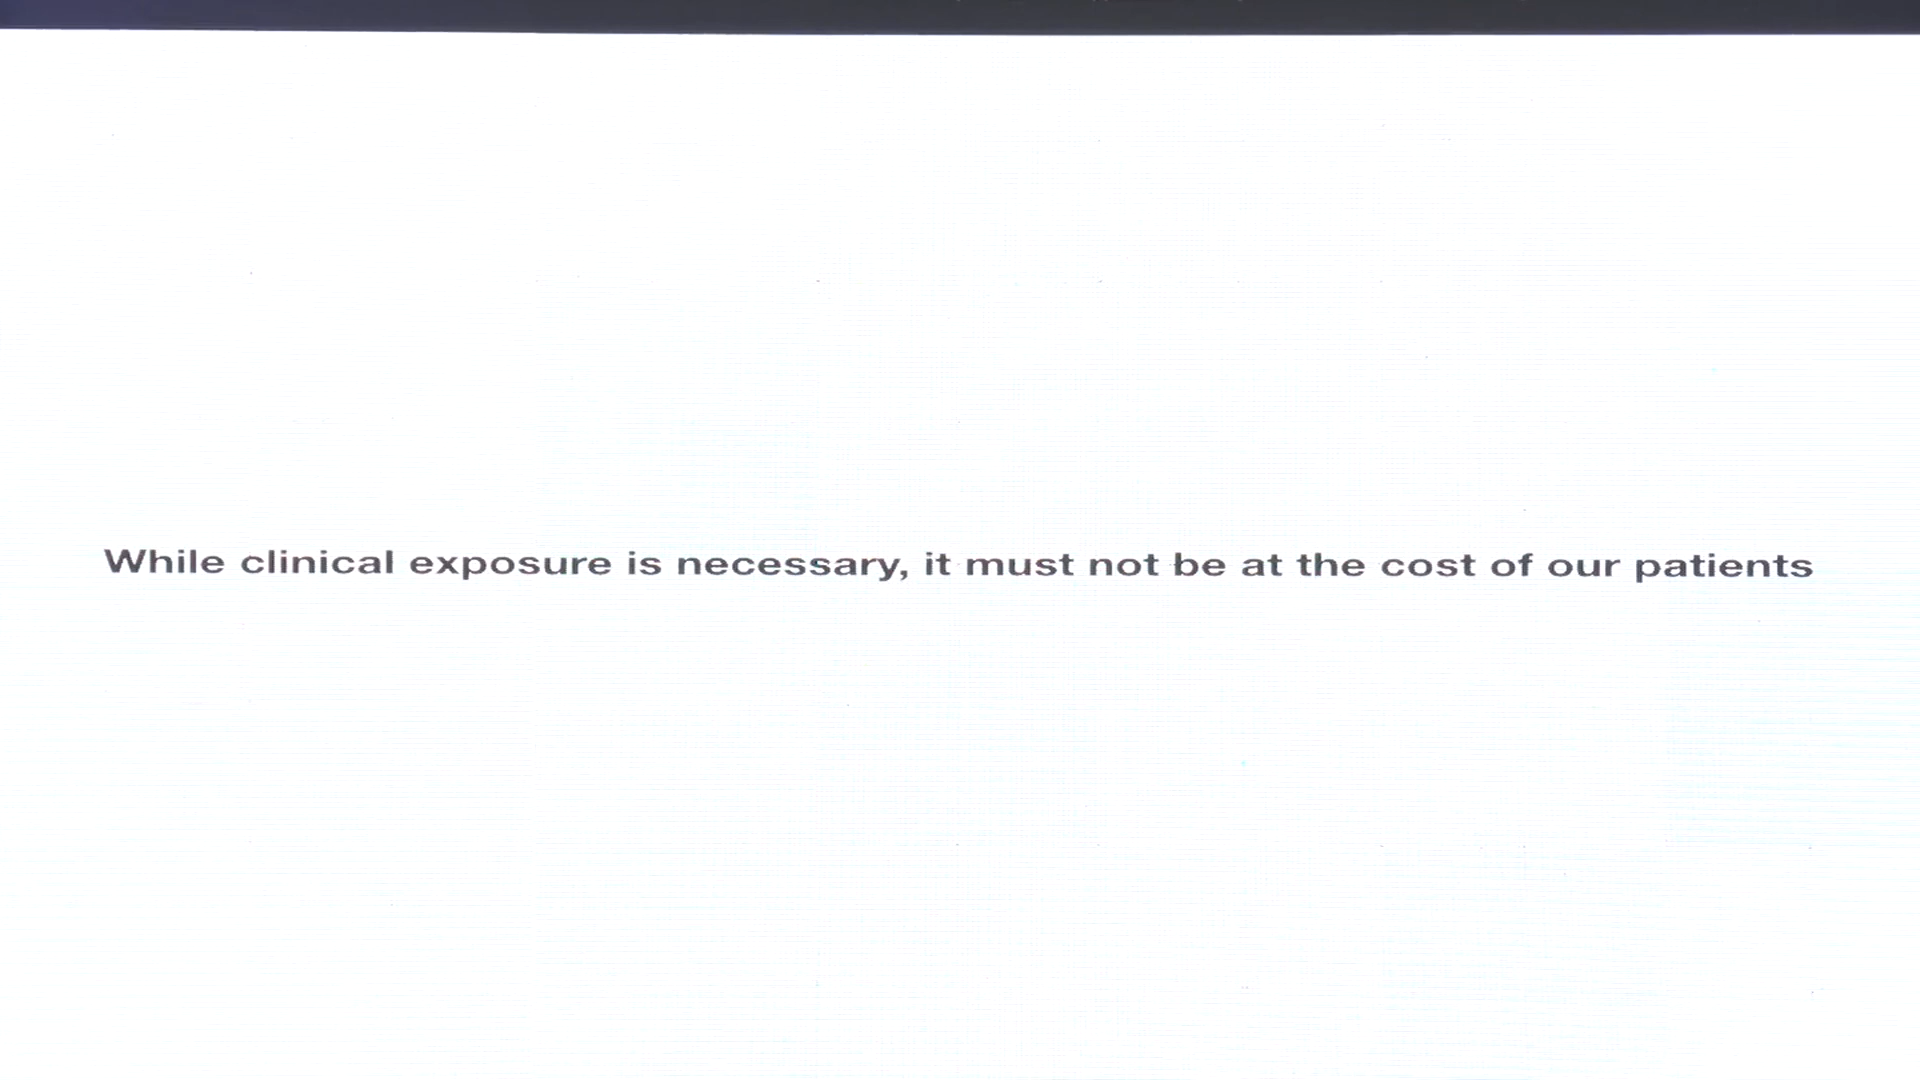 While clinical exposure is necessary, it must not be at the cost of our patients